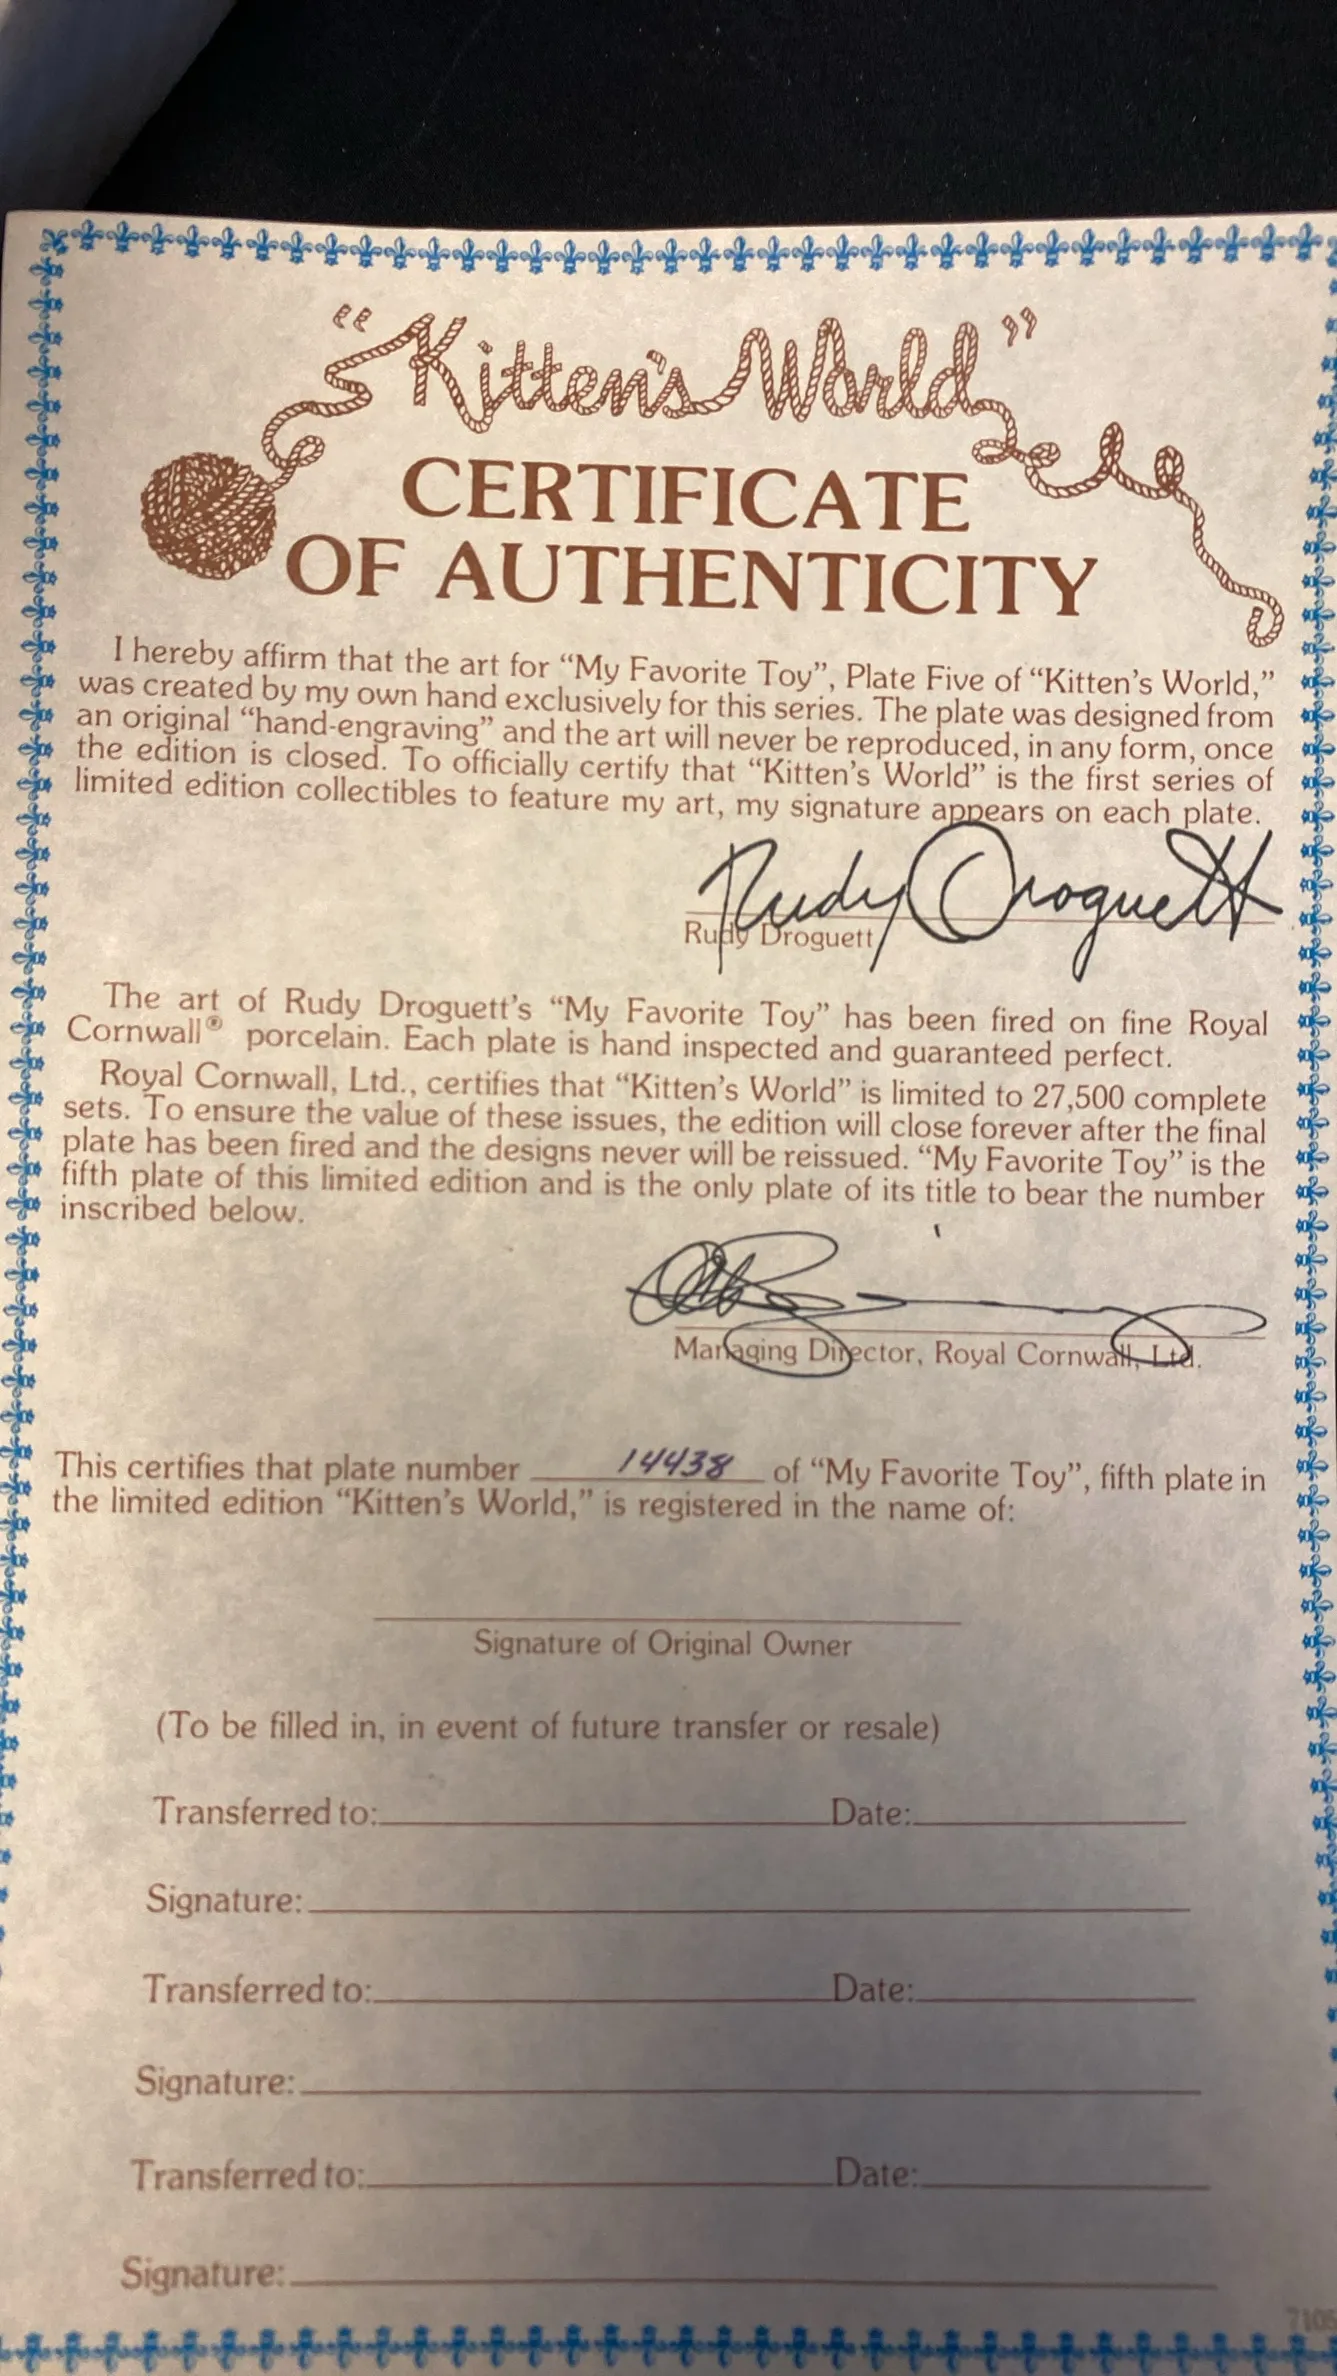 “Kitten's World”
CERTIFICATE
OF AUTHENTICITY
I hereby affirm that the art for “My Favorite Toy”, Plate Five of “Kitten's World,”
was created by my own hand exclusively for this series. The plate was designed from
an original “hand-engraving” and the art will never be reproduced, in any form, once
the edition is closed. To officially certify that “Kitten's World” is the first series of
limited edition collectibles to feature my art, my signature appears on each plate.
Rudy Droguett
Rudy Droguett
The art of Rudy Droguett's “My Favorite Toy” has been fired on fine Royal
Cornwall® porcelain. Each plate is hand inspected and guaranteed perfect.
Royal Cornwall, Ltd., certifies that “Kitten's World” is limited to 27,500 complete
sets. To ensure the value of these issues, the edition will close forever after the final
plate has been fired and the designs never will be reissued. “My Favorite Toy” is the
fifth plate of this limited edition and is the only plate of its title to bear the number
inscribed below.
Managing Director, Royal Cornwall, Ltd.
This certifies that plate number 14438 of “My Favorite Toy”, fifth plate in
the limited edition “Kitten's World,” is registered in the name of:
Signature of Original Owner
(To be filled in, in event of future transfer or resale)
Transferred to: Date:
Signature:
Transferred to: Date:
Signature:
Transferred to: Date:
Signature: